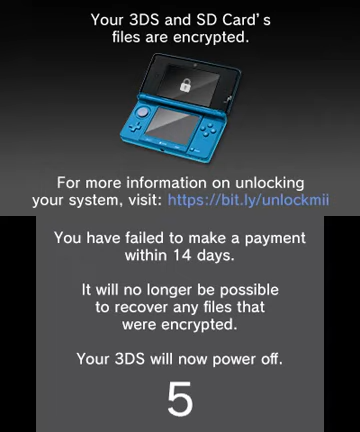 Your 3DS and SD Card's
files are encrypted.
For more information on unlocking
your system, visit: https://bit.ly/unlockmii
You have failed to make a payment
within 14 days.
It will no longer be possible
to recover any files that
were encrypted.
Your 3DS will now power off.
5